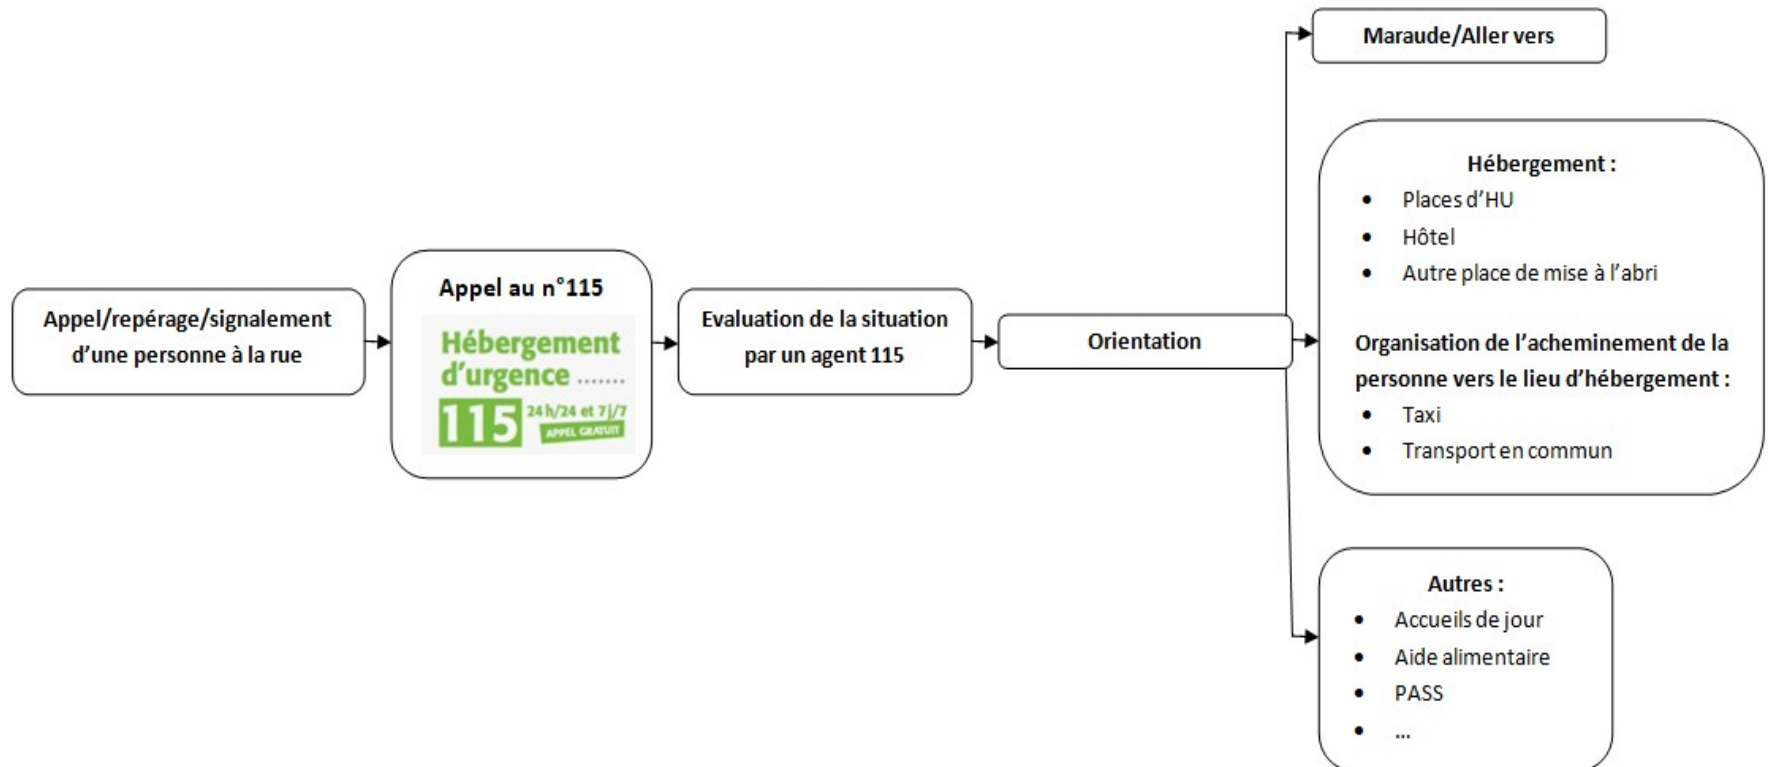 Appel/repérage/signalement
d'une personne à la rue
Appel au n°115
Hébergement
d'urgence .......
115 24h/24 et 7j/7
APPEL GRATUIT
Evaluation de la situation
par un agent 115
Orientation
Maraude/Aller vers
Hébergement :
• Places d'HU
• Hôtel
• Autre place de mise à l'abri
Organisation de l'acheminement de la
personne vers le lieu d'hébergement :
• Taxi
• Transport en commun
Autres :
• Accueils de jour
• Aide alimentaire
• PASS
• ...